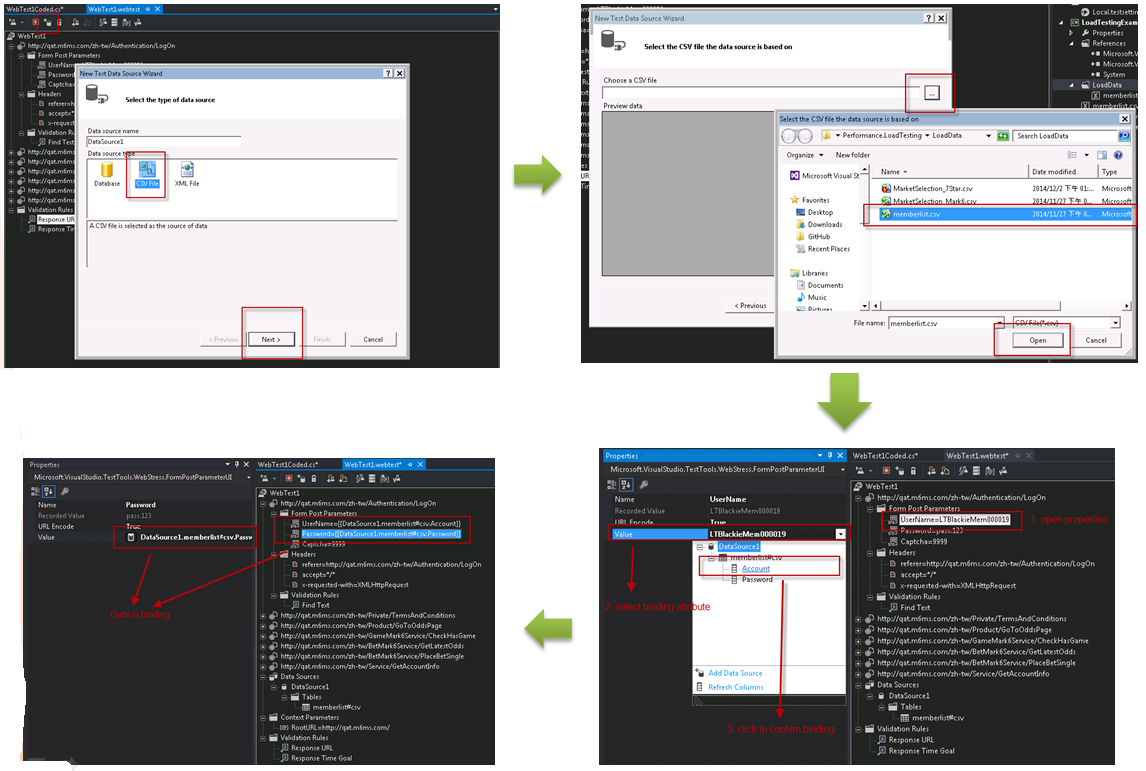 WebTest1Coded.cs*
WebTest1.webtest
WebTest1
http://qat.m6ms.com/zh-tw/Authentication/LogOn
Form Post Parameters
Password
Captcha
Headers
referer=
accept=*
x-request
Validation Rules
Find Text
Validation Rules
Response UR
Response Tim
New Test Data Source Wizard
Select the type of data source
Data source name
DataSource1
Data source type
Database
CSV File
XML File
A CSV file is selected as the source of data
< Previous
Next >
Finish
Cancel
New Test Data Source Wizard
Select the CSV file the data source is based on
Choose a CSV file
...
Preview data
< Previous
Select the CSV file the data source is based on
Performance.LoadTesting
LoadData
Search LoadData
Organize
New folder
Microsoft Visual St
Favorites
Desktop
Downloads
GitHub
Recent Places
Libraries
Documents
Music
Pictures
Name
Date modified
Type
MarketSelection_7Star.csv
2014/12/2 下午 01:...
Microsoft
MarketSelection_Mark6.csv
2014/11/27 下午 0...
Microsoft
memberlist.csv
2014/11/27 下午 0...
Microsoft
File name:
memberlist.csv
CSV File(*.csv)
Open
Cancel
Local.testsettin
LoadTestingExam
Properties
References
Microsoft.V
Microsoft.V
System
LoadData
memberlist
memberlist.cs
Properties
Microsoft.VisualStudio.TestTools.WebStress.FormPostParameterUI
Name
Password
Recorded Value
pass.123
URL Encode
True
Value
DataSource1.memberlist#csv.Passw
Data is binding
WebTest1Coded.cs*
WebTest1.webtest*
WebTest1
http://qat.m6ms.com/zh-tw/Authentication/LogOn
Form Post Parameters
UserName={{DataSource1.memberlist#csv.Account}}
Password={{DataSource1.memberlist#csv.Password}}
Captcha=9999
Headers
referer=http://qat.m6ms.com/zh-tw/Authentication/LogOn
accept=*/*
x-requested-with=XMLHttpRequest
Validation Rules
Find Text
http://qat.m6ms.com/zh-tw/Private/TermsAndConditions
http://qat.m6ms.com/zh-tw/Product/GoToOddsPage
http://qat.m6ms.com/zh-tw/GameMark6Service/CheckHasGame
http://qat.m6ms.com/zh-tw/BetMark6Service/GetLatestOdds
http://qat.m6ms.com/zh-tw/BetMark6Service/PlaceBetSingle
http://qat.m6ms.com/zh-tw/Service/GetAccountInfo
Data Sources
DataSource1
Tables
memberlist#csv
Context Parameters
RootURL=http://qat.m6ms.com/
Validation Rules
Response URL
Response Time Goal
Properties
Microsoft.VisualStudio.TestTools.WebStress.FormPostParameterUI
Name
UserName
Recorded Value
LTBlackieMem000019
URL Encode
True
Value
LTBlackieMem000019
DataSource1
memberlist#csv
Account
Password
Add Data Source
Refresh Columns
2. select binding attribute
3. click to confirm binding
WebTest1Coded.cs*
WebTest1.webtest*
WebTest1
http://qat.m6ms.com/zh-tw/Authentication/LogOn
Form Post Parameters
UserName=LTBlackieMem000019
1. open properties
Password=pass.123
Captcha=9999
Headers
referer=http://qat.m6ms.com/zh-tw/Authentication/LogOn
accept=*/*
x-requested-with=XMLHttpRequest
Validation Rules
Find Text
http://qat.m6ms.com/zh-tw/Private/TermsAndConditions
http://qat.m6ms.com/zh-tw/Product/GoToOddsPage
http://qat.m6ms.com/zh-tw/GameMark6Service/CheckHasGame
http://qat.m6ms.com/zh-tw/BetMark6Service/GetLatestOdds
http://qat.m6ms.com/zh-tw/BetMark6Service/PlaceBetSingle
http://qat.m6ms.com/zh-tw/Service/GetAccountInfo
Data Sources
DataSource1
Tables
memberlist#csv
Validation Rules
Response URL
Response Time Goal